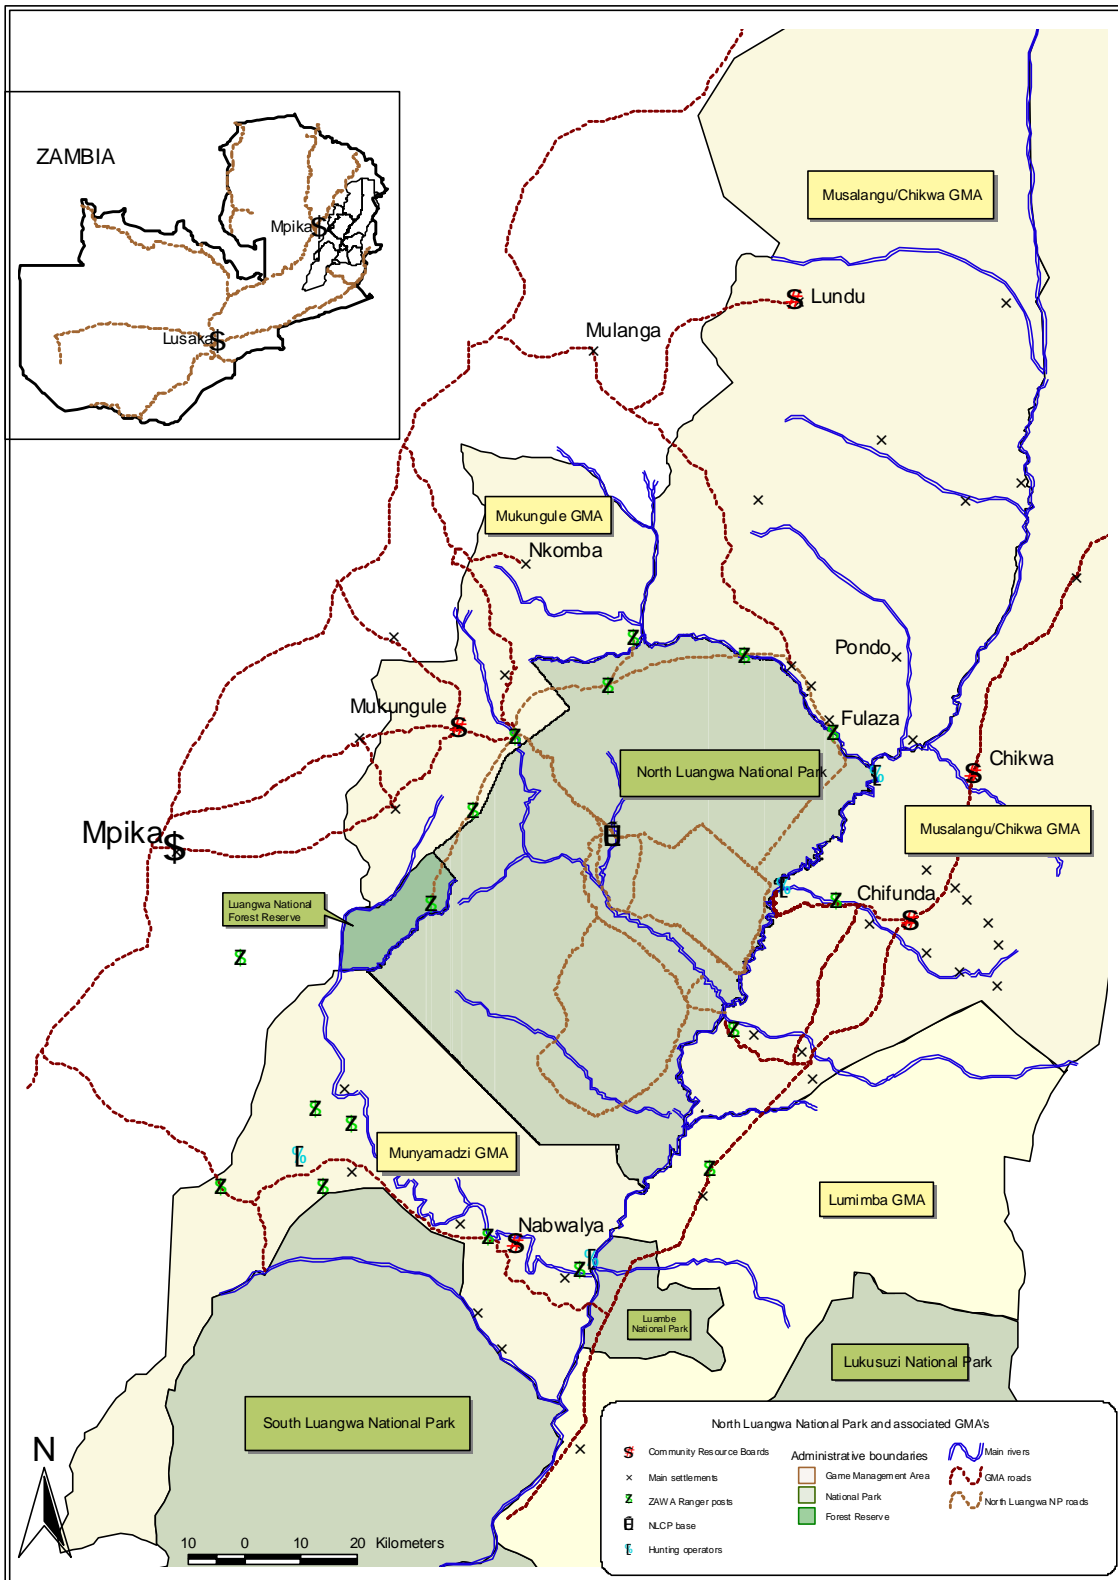 ZAMBIA
Mpika
Lusaka
Musalangu/Chikwa GMA
Lundu
Mulanga
Mukungule GMA
Nkomba
Pondo
Mukungule
Fulaza
North Luangwa National Park
Chikwa
Mpika
Musalangu/Chikwa GMA
Chifunda
Luangwa National
Forest Reserve
Munyamadzi GMA
Lumimba GMA
Nabwalya
Luambe
National Park
Lukusuzi National Park
South Luangwa National Park
N
10 0 10 20 Kilometers
North Luangwa National Park and associated GMA's
Community Resource Boards
Main settlements
ZAWA Ranger posts
NLCP base
Hunting operators
Administrative boundaries
Game Management Area
National Park
Forest Reserve
Main rivers
GMA roads
North Luangwa NP roads